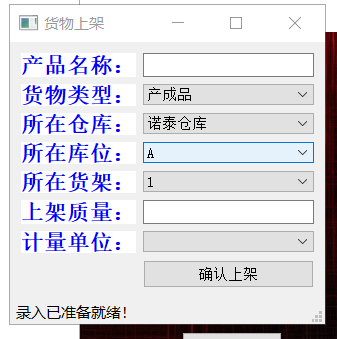 货物上架
产品名称：
货物类型： 产成品
所在仓库： 诺泰仓库
所在库位： A
所在货架： 1
上架质量：
计量单位：
确认上架
录入已准备就绪！